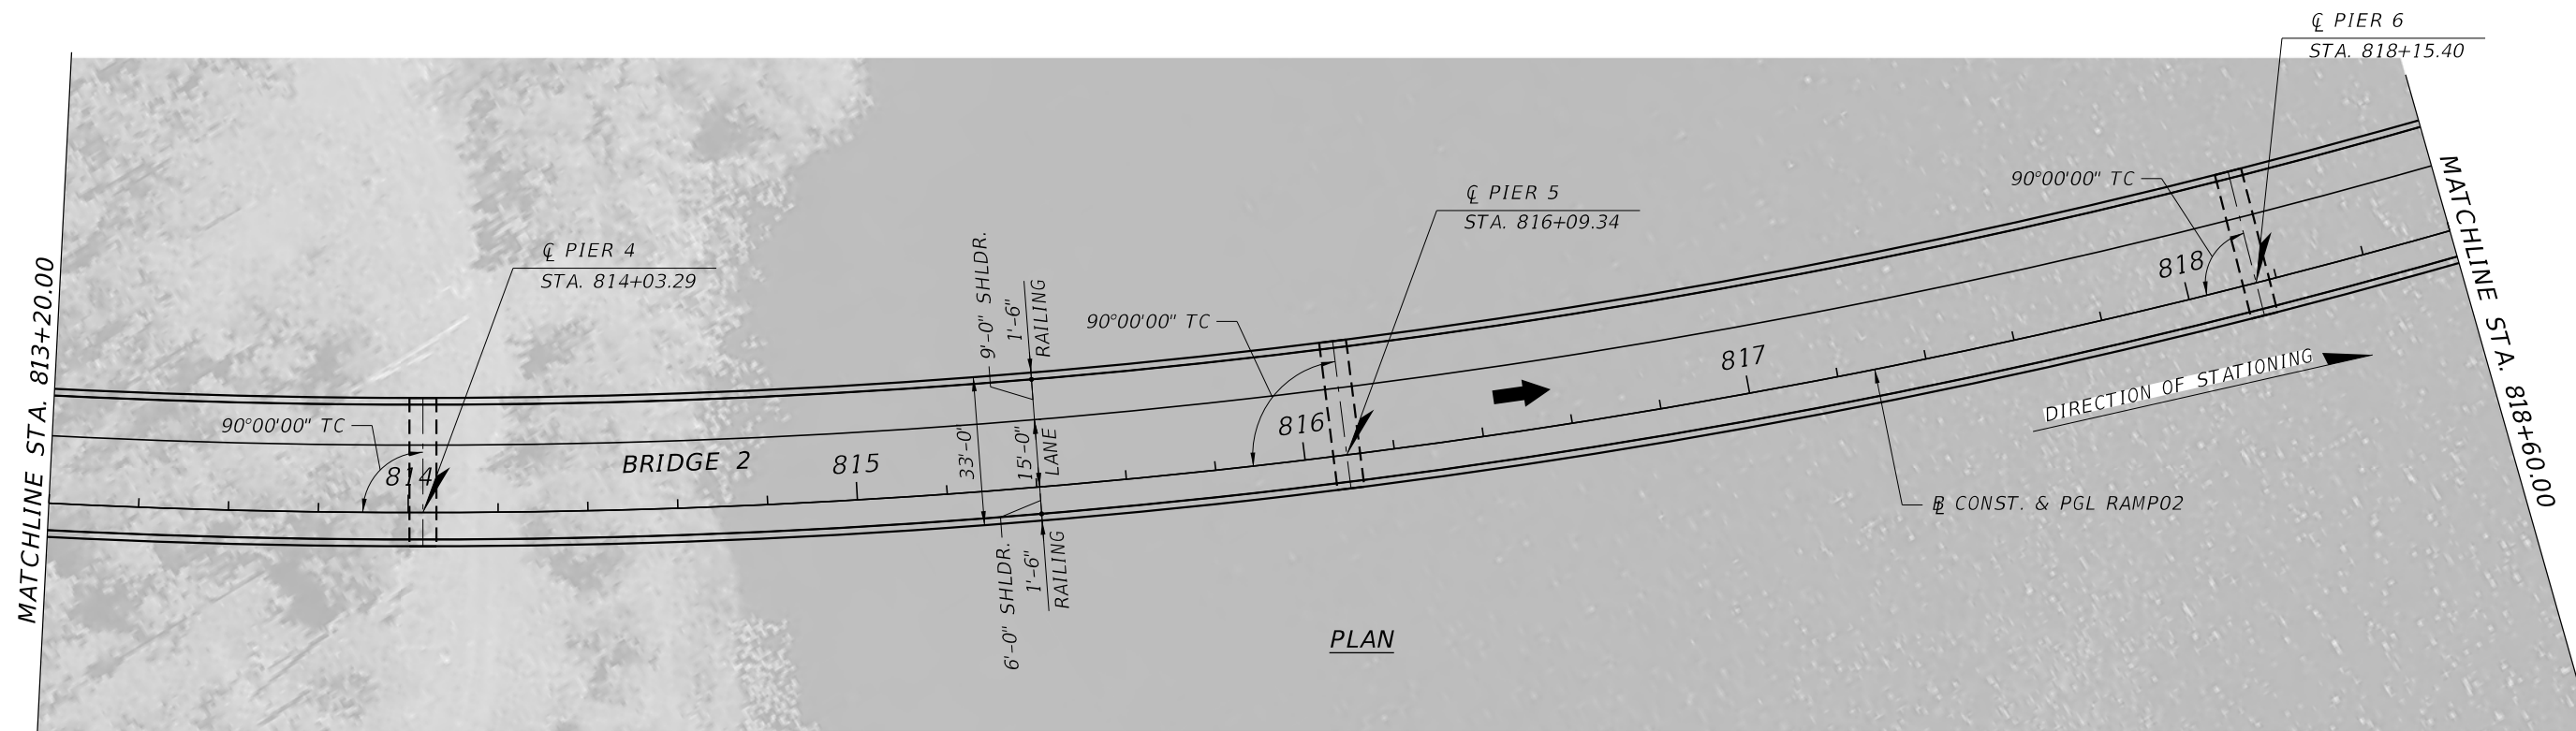 ℄ PIER 6
STA. 818+15.40
℄ PIER 5
STA. 816+09.34
℄ PIER 4
STA. 814+03.29
MATCHLINE STA. 813+20.00
MATCHLINE STA. 818+60.00
90°00'00" TC
90°00'00" TC
90°00'00" TC
9'-0" SHLDR.
1'-6"
RAILING
33'-0"
15'-0"
LANE
6'-0" SHLDR.
1'-6"
RAILING
814
BRIDGE 2
815
816
817
818
DIRECTION OF STATIONING
℄ CONST. & PGL RAMP02
PLAN